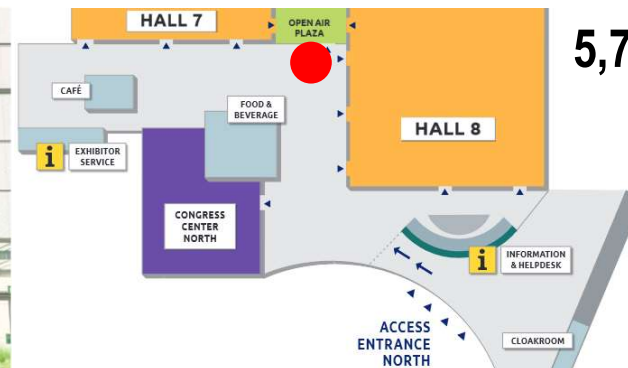 HALL 7
OPEN AIR
PLAZA
5,7
CAFÉ
FOOD &
BEVERAGE
HALL 8
i
EXHIBITOR
SERVICE
CONGRESS
CENTER
NORTH
i
INFORMATION
& HELPDESK
ACCESS
ENTRANCE
NORTH
CLOAKROOM